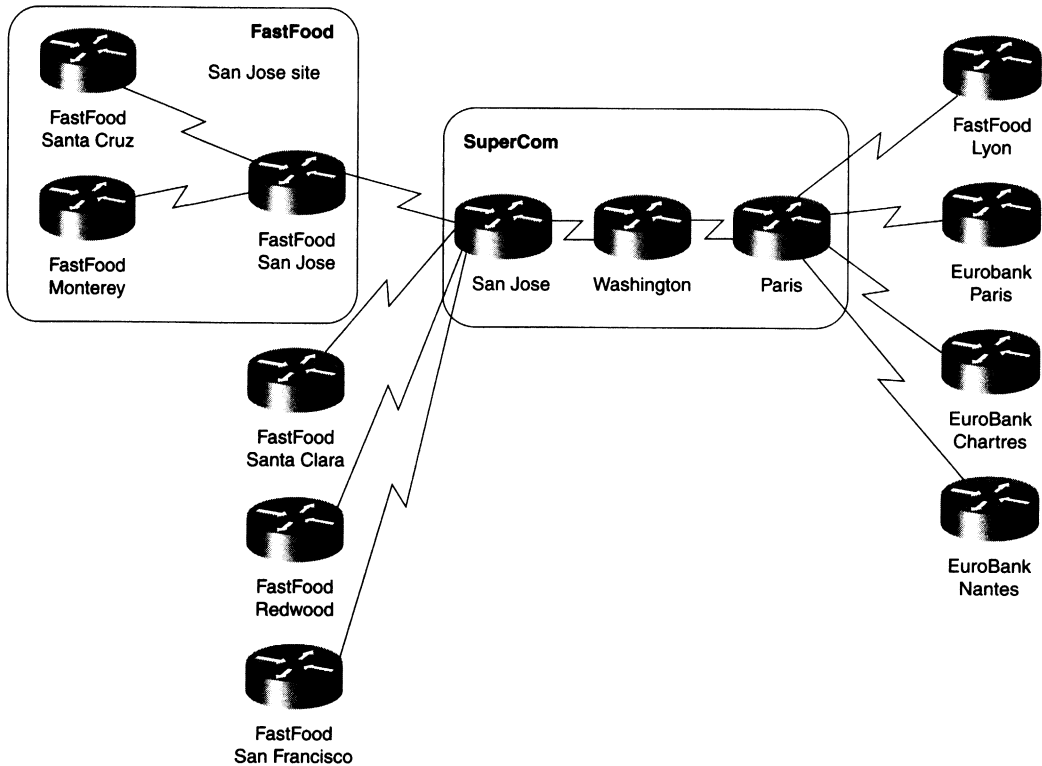 FastFood
San Jose site
FastFood
Santa Cruz
FastFood
Monterey
FastFood
San Jose
SuperCom
San Jose
Washington
Paris
FastFood
Lyon
Eurobank
Paris
EuroBank
Chartres
EuroBank
Nantes
FastFood
Santa Clara
FastFood
Redwood
FastFood
San Francisco